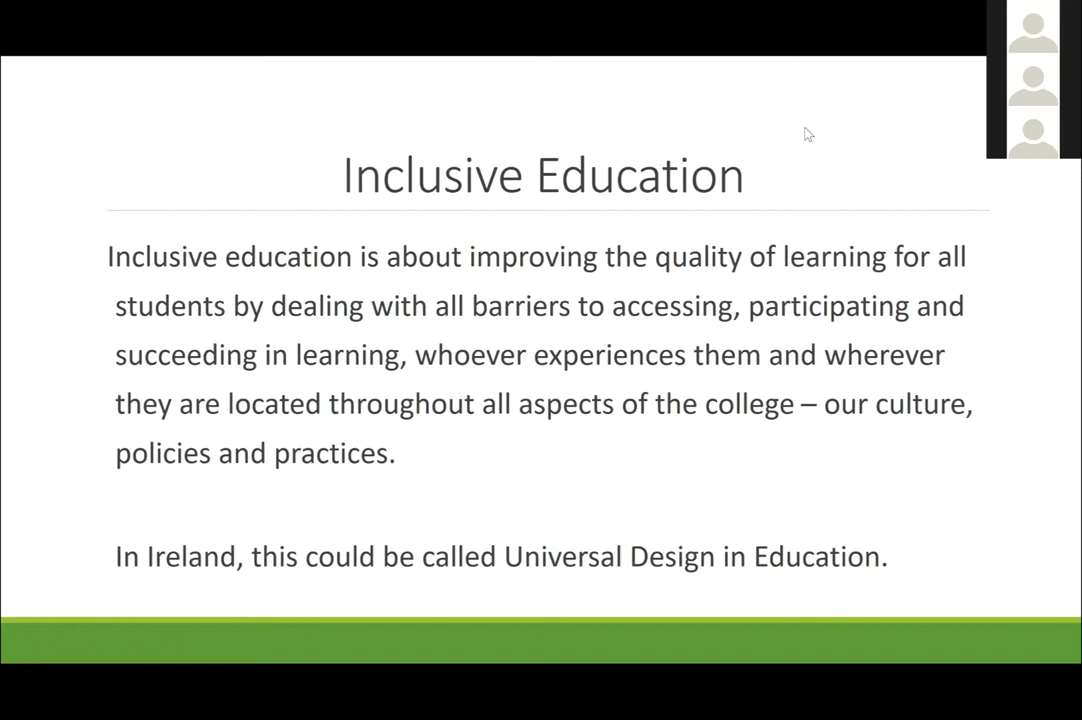 Inclusive Education
Inclusive education is about improving the quality of learning for all
students by dealing with all barriers to accessing, participating and
succeeding in learning, whoever experiences them and wherever
they are located throughout all aspects of the college – our culture,
policies and practices.
In Ireland, this could be called Universal Design in Education.